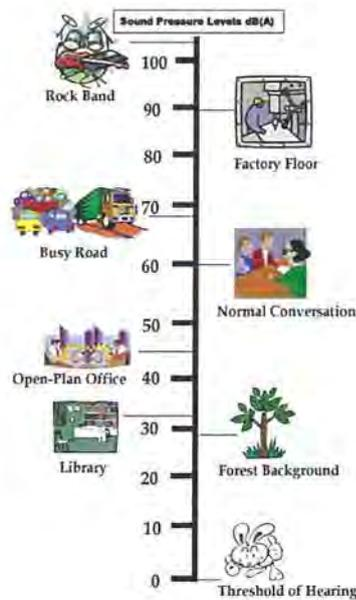 Sound Pressure Levels dB(A)
100
Rock Band
90
80
Factory Floor
70
Busy Road
60
Normal Conversation
50
Open-Plan Office
40
30
Library
Forest Background
20
10
0
Threshold of Hearing